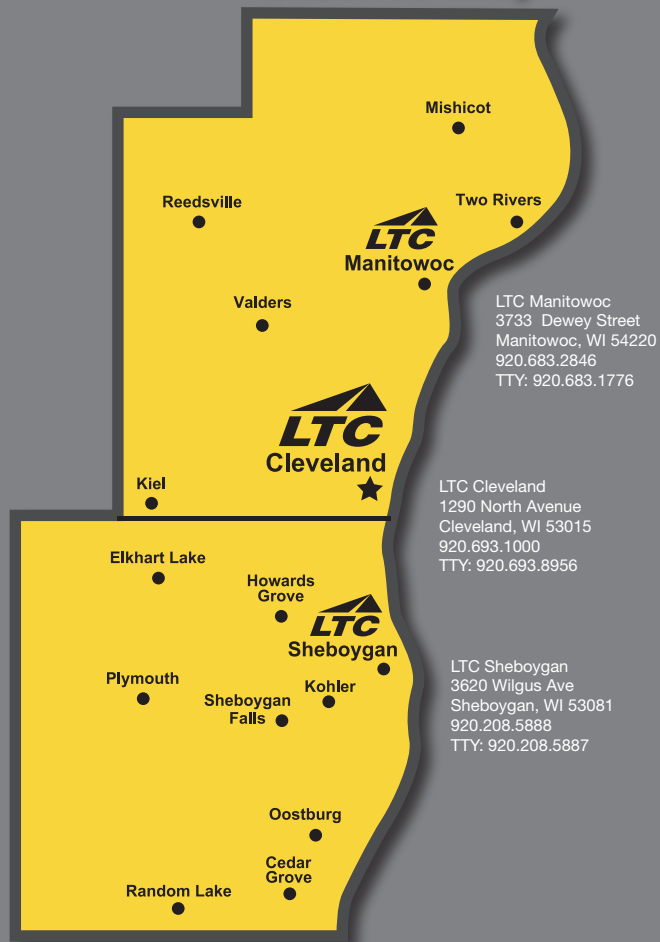 Mishicot
Reedsville
Two Rivers
LTC
Manitowoc
Valders
LTC Manitowoc
3733  Dewey Street
Manitowoc, WI 54220
920.683.2846
TTY: 920.683.1776
LTC
Cleveland
Kiel
LTC Cleveland
1290 North Avenue
Cleveland, WI 53015
920.693.1000
TTY: 920.693.8956
Elkhart Lake
Howards
Grove
LTC
Sheboygan
Plymouth
Kohler
Sheboygan
Falls
LTC Sheboygan
3620 Wilgus Ave
Sheboygan, WI 53081
920.208.5888
TTY: 920.208.5887
Oostburg
Cedar
Grove
Random Lake